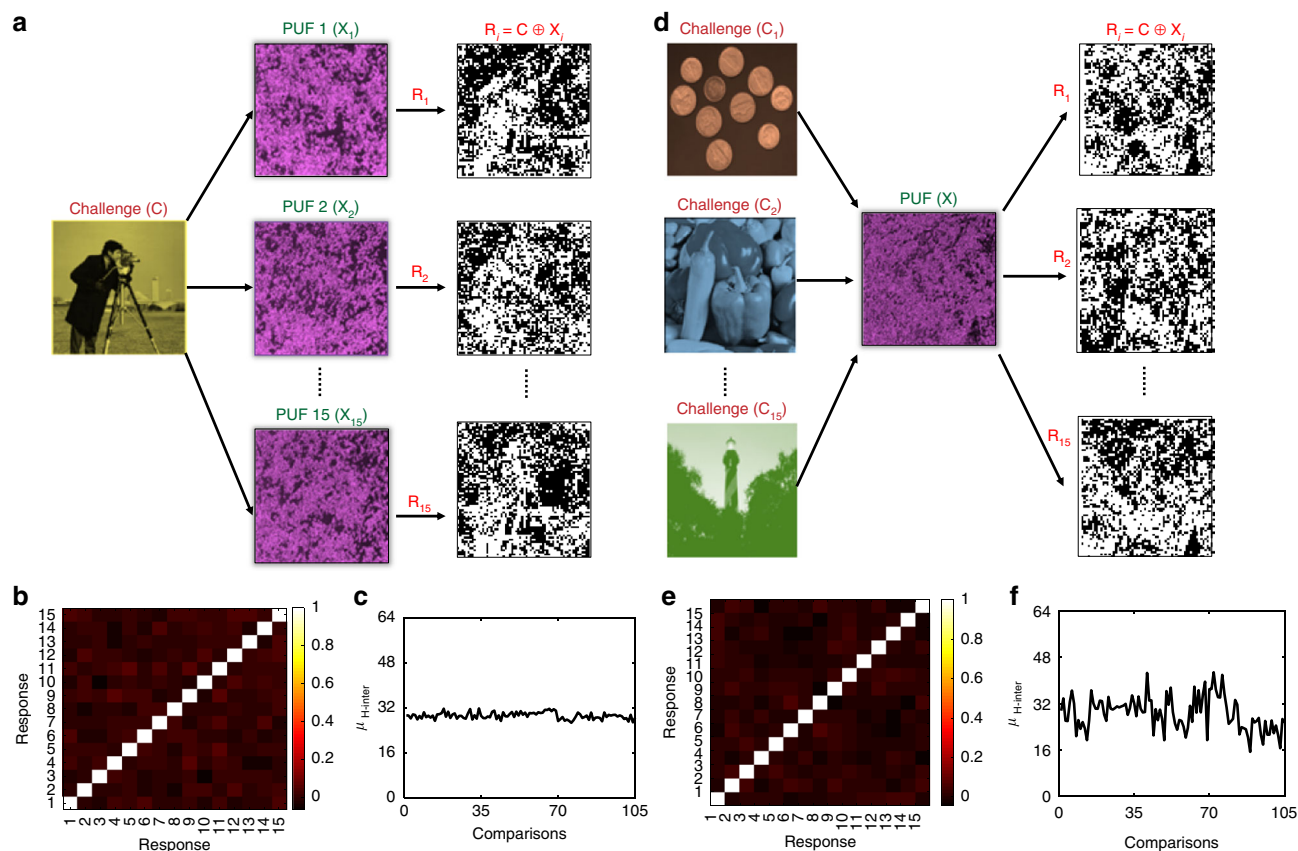 a
PUF 1 (X₁)
Rᵢ = C ⊕ Xᵢ
R₁
Challenge (C)
PUF 2 (X₂)
R₂
PUF 15 (X₁₅)
R₁₅
d
Challenge (C₁)
Rᵢ = C ⊕ Xᵢ
R₁
Challenge (C₂)
PUF (X)
R₂
Challenge (C₁₅)
R₁₅
b
Response
15
14
13
12
11
10
9
8
7
6
5
4
3
2
1
1 2 3 4 5 6 7 8 9 10 11 12 13 14 15
Response
1
0.8
0.6
0.4
0.2
0
c
μ H-inter
64
48
32
16
0
0 35 70 105
Comparisons
e
Response
15
14
13
12
11
10
9
8
7
6
5
4
3
2
1
1 2 3 4 5 6 7 8 9 10 11 12 13 14 15
Response
1
0.8
0.6
0.4
0.2
0
f
μ H-inter
64
48
32
16
0
0 35 70 105
Comparisons